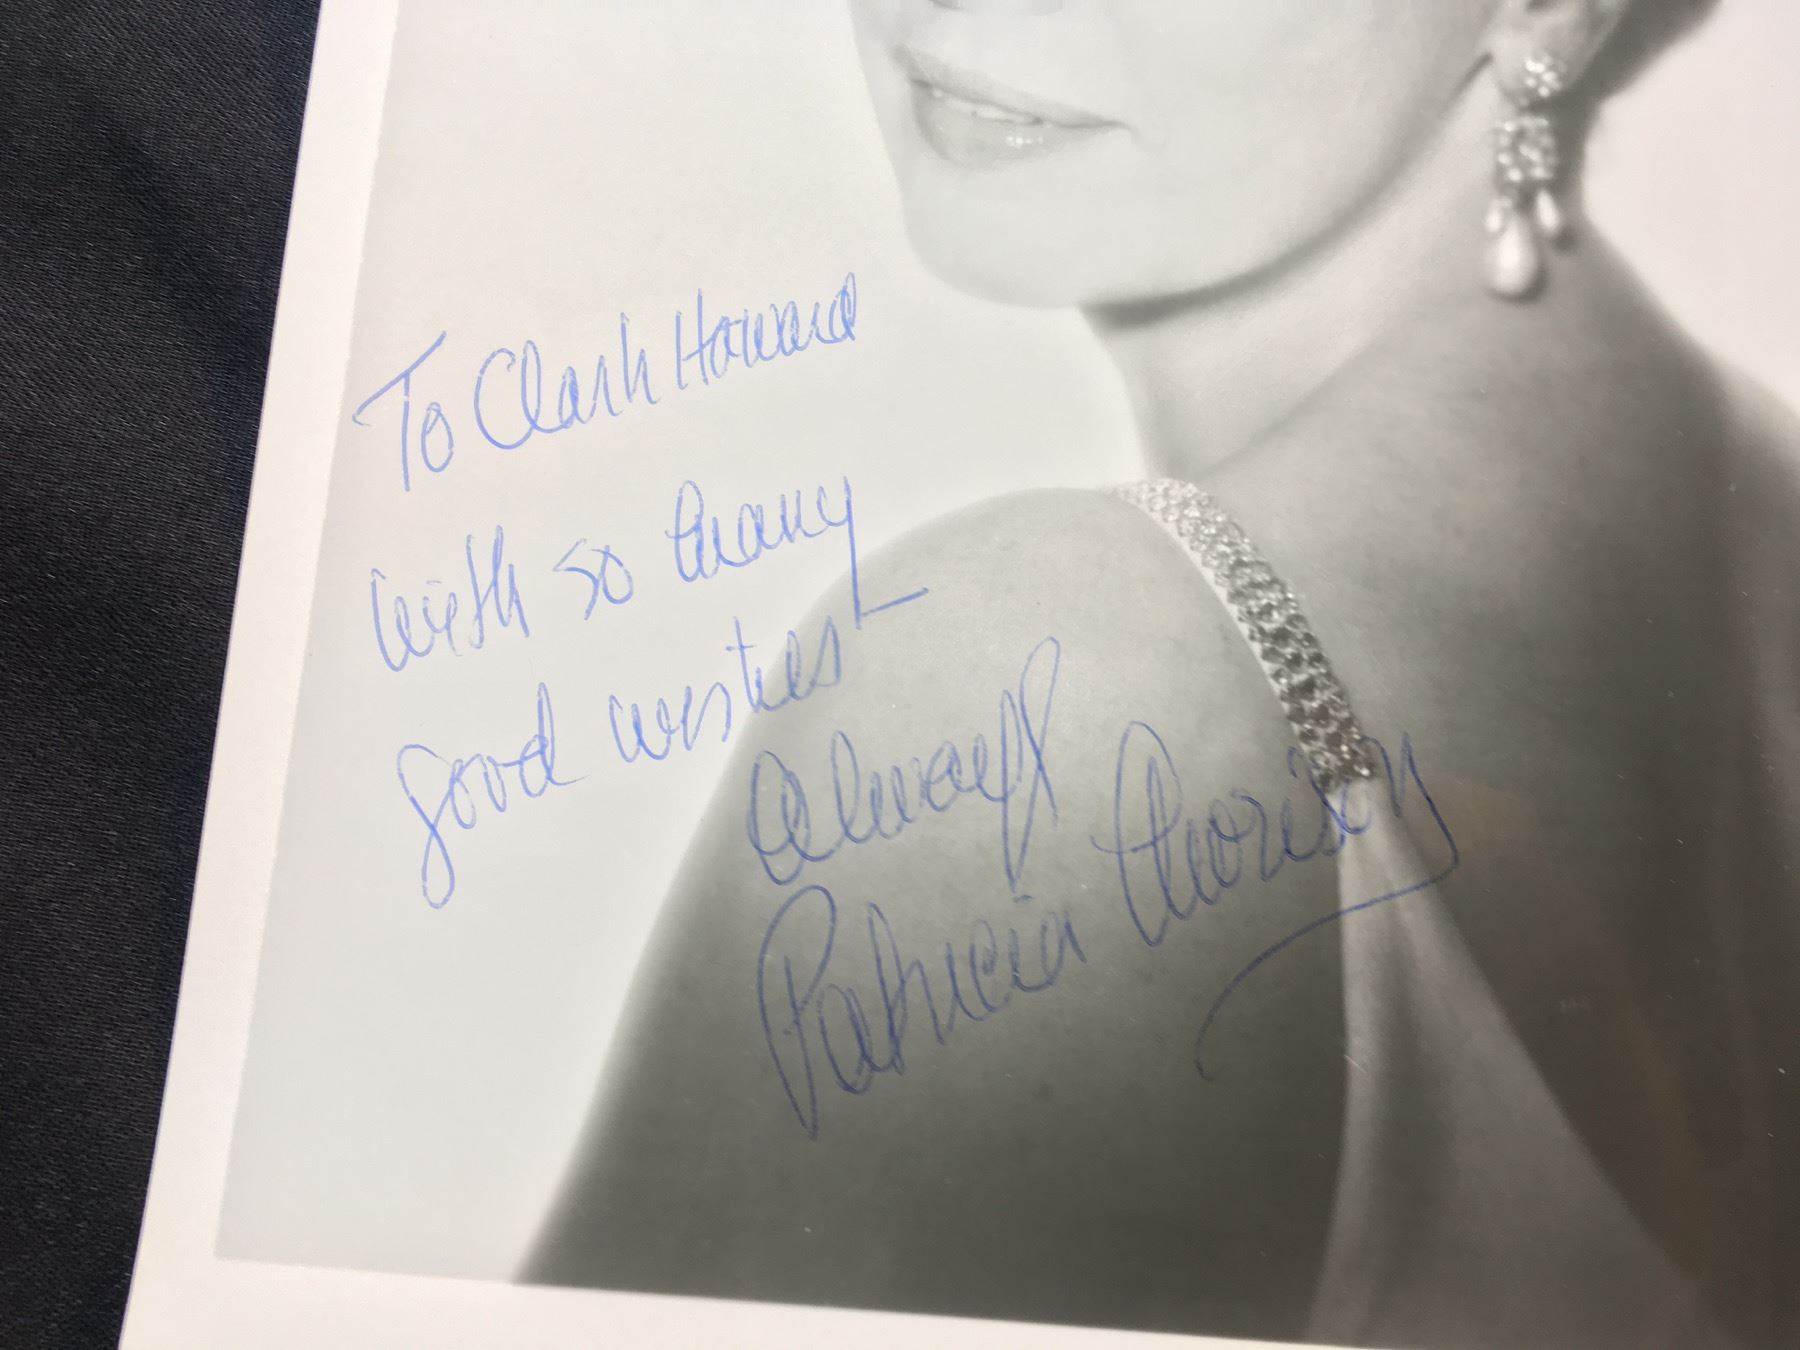 To Clark Howard
with so many
good wishes
always
Patricia Morison